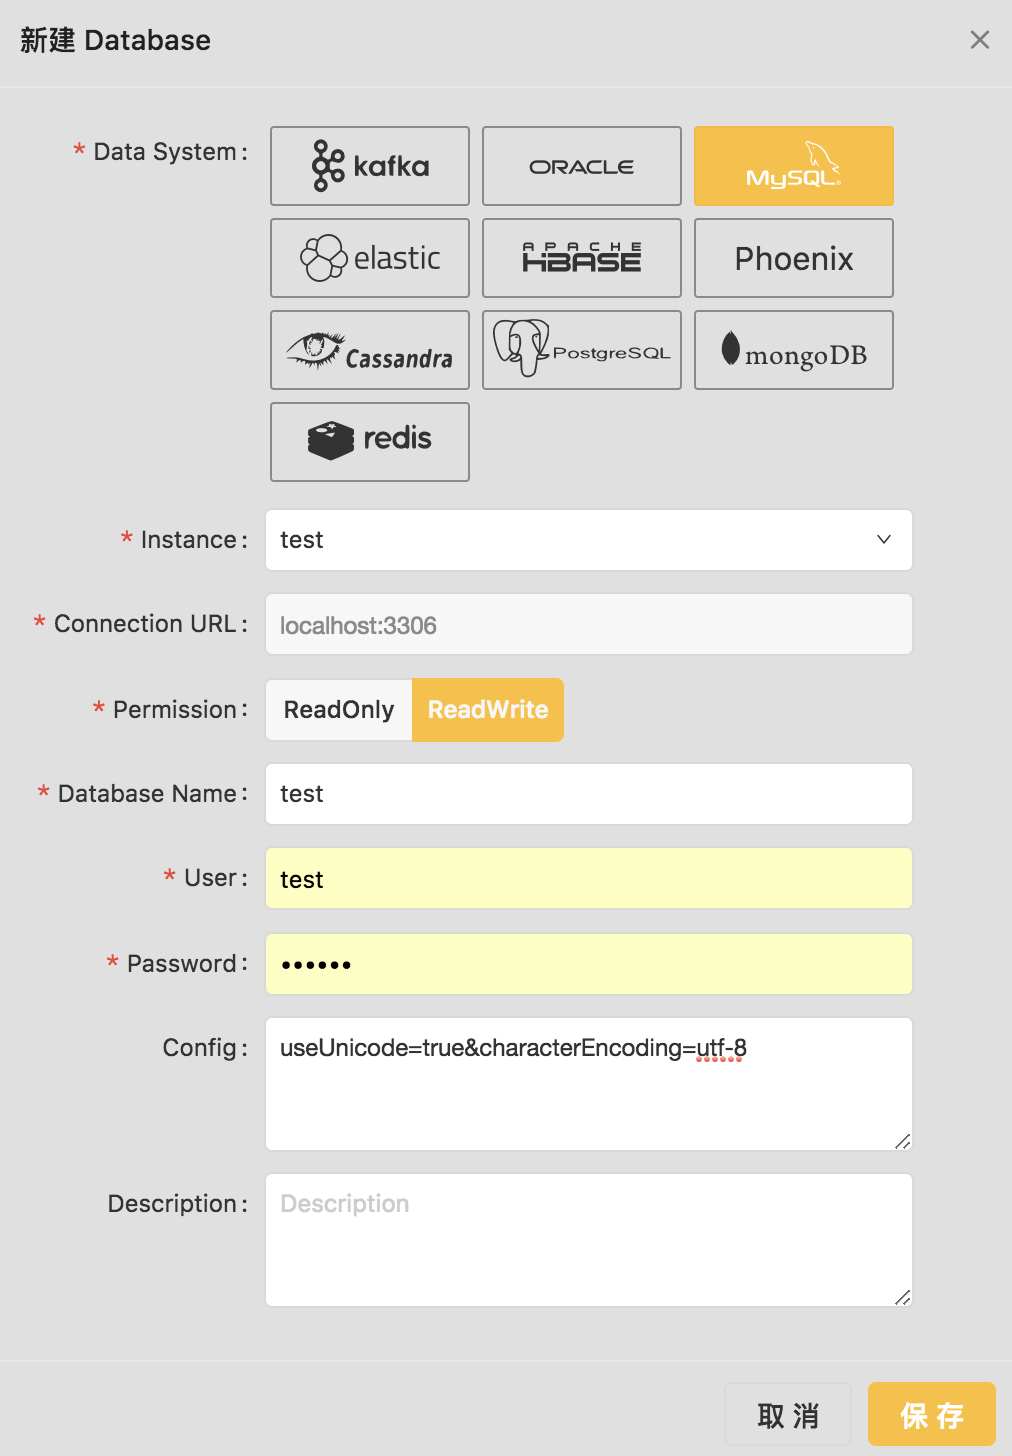 新建 Database
* Data System :
kafka
ORACLE
MySQL®
elastic
APACHE
HBASE
Phoenix
Cassandra
PostgreSQL
mongoDB
redis
* Instance : test
* Connection URL : localhost:3306
* Permission : ReadOnly ReadWrite
* Database Name : test
* User : test
* Password : ••••••
Config : useUnicode=true&characterEncoding=utf-8
Description : Description
取 消 保 存